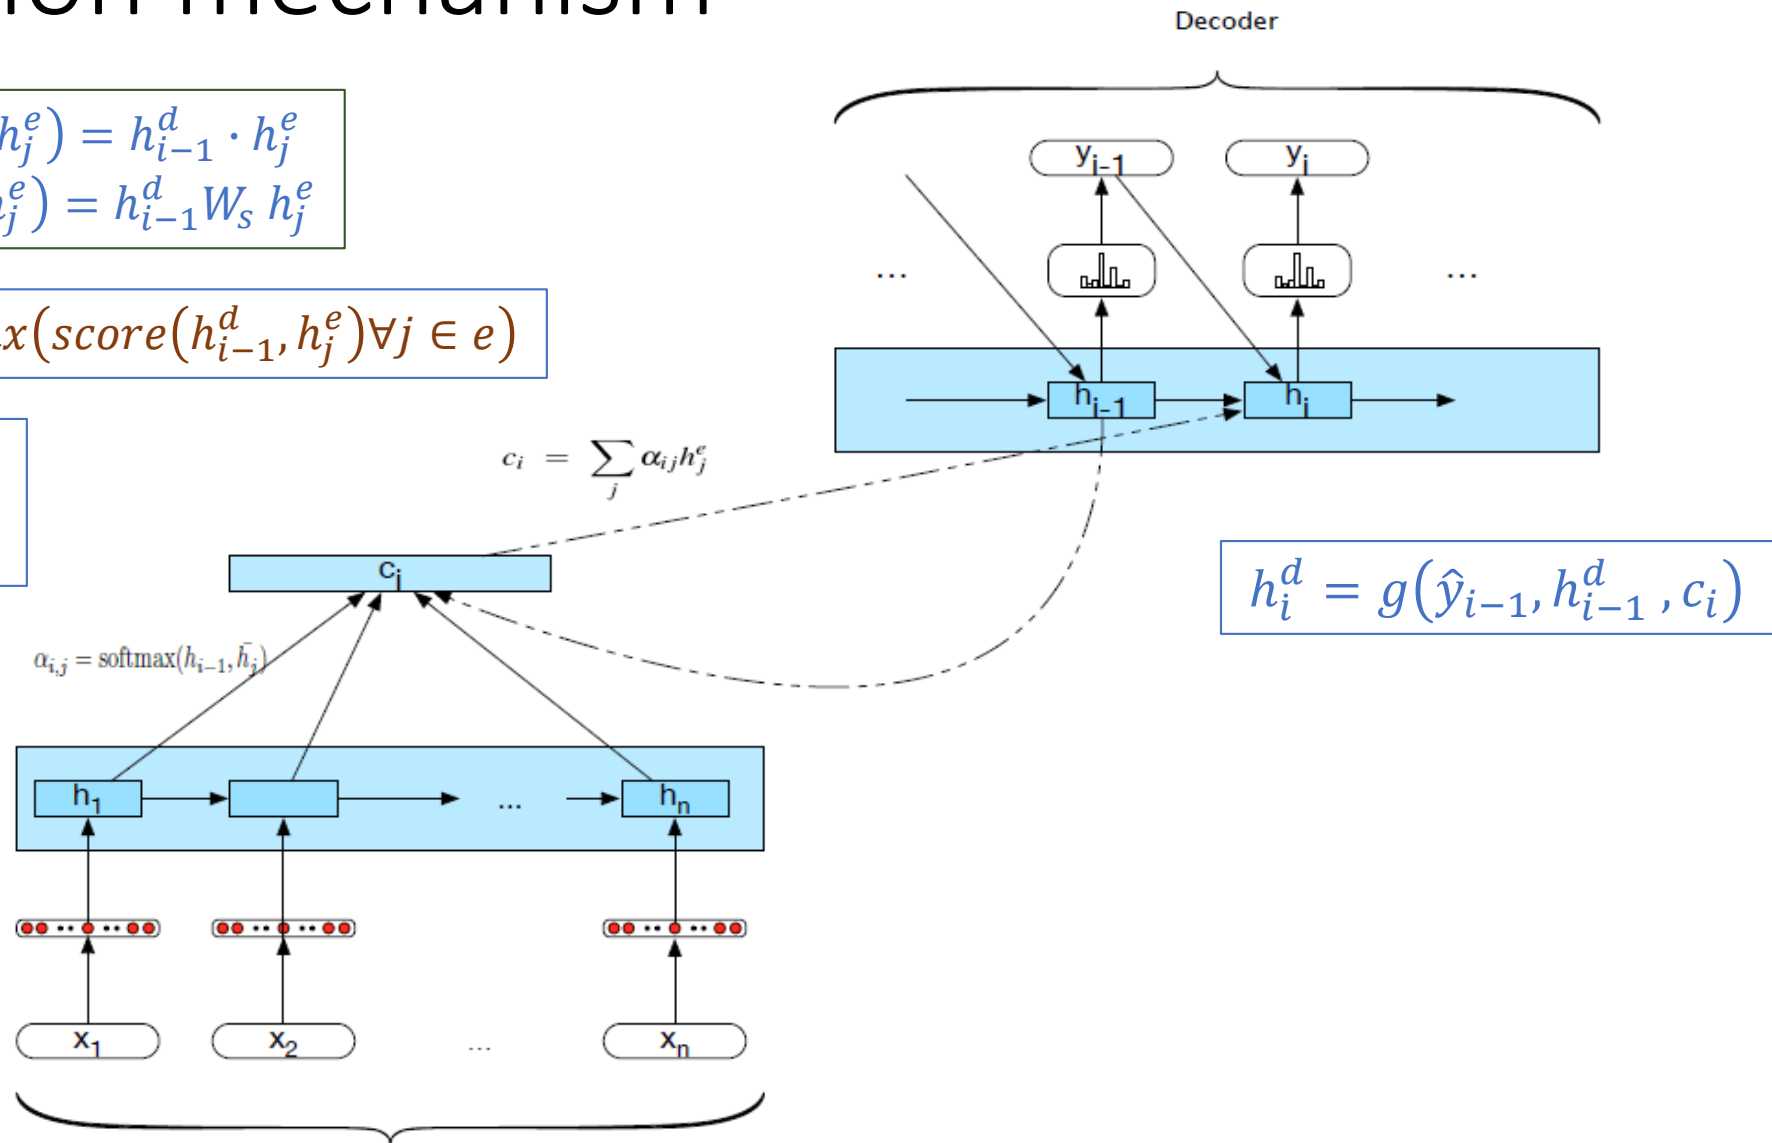 mechanism
Decoder
h_j^e) = h_{i-1}^d · h_j^e
h_j^e) = h_{i-1}^d W_s h_j^e
x(score(h_{i-1}^d, h_j^e)∀j ∈ e)
y_{i-1} y_i
... ...
h_{i-1} h_i
c_i = ∑_j α_{ij} h_j^e
c_i
h_i^d = g(ŷ_{i-1}, h_{i-1}^d , c_i)
α_{i,j} = softmax(h_{i-1}, h̄_j)
h_1 ... h_n
x_1 x_2 ... x_n